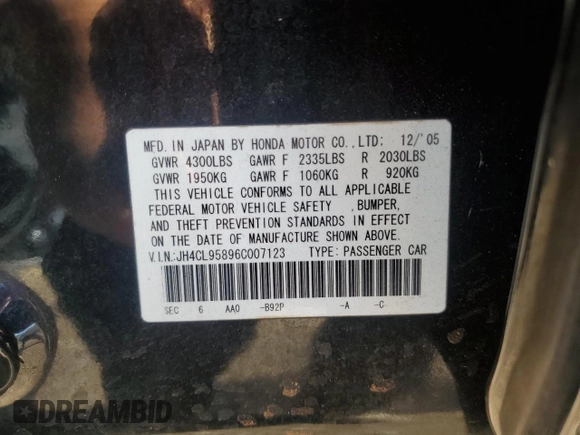 MFD. IN JAPAN BY HONDA MOTOR CO., LTD: 12/'05
GVWR 4300LBS GAWR F 2335LBS R 2030LBS
GVWR 1950KG GAWR F 1060KG R 920KG
THIS VEHICLE CONFORMS TO ALL APPLICABLE
FEDERAL MOTOR VEHICLE SAFETY ,BUMPER,
AND THEFT PREVENTION STANDARDS IN EFFECT
ON THE DATE OF MANUFACTURE SHOWN ABOVE.
V.I.N:JH4CL95896C007123 TYPE: PASSENGER CAR
SEC 6 AA0 -B92P -A -C
DREAMBID